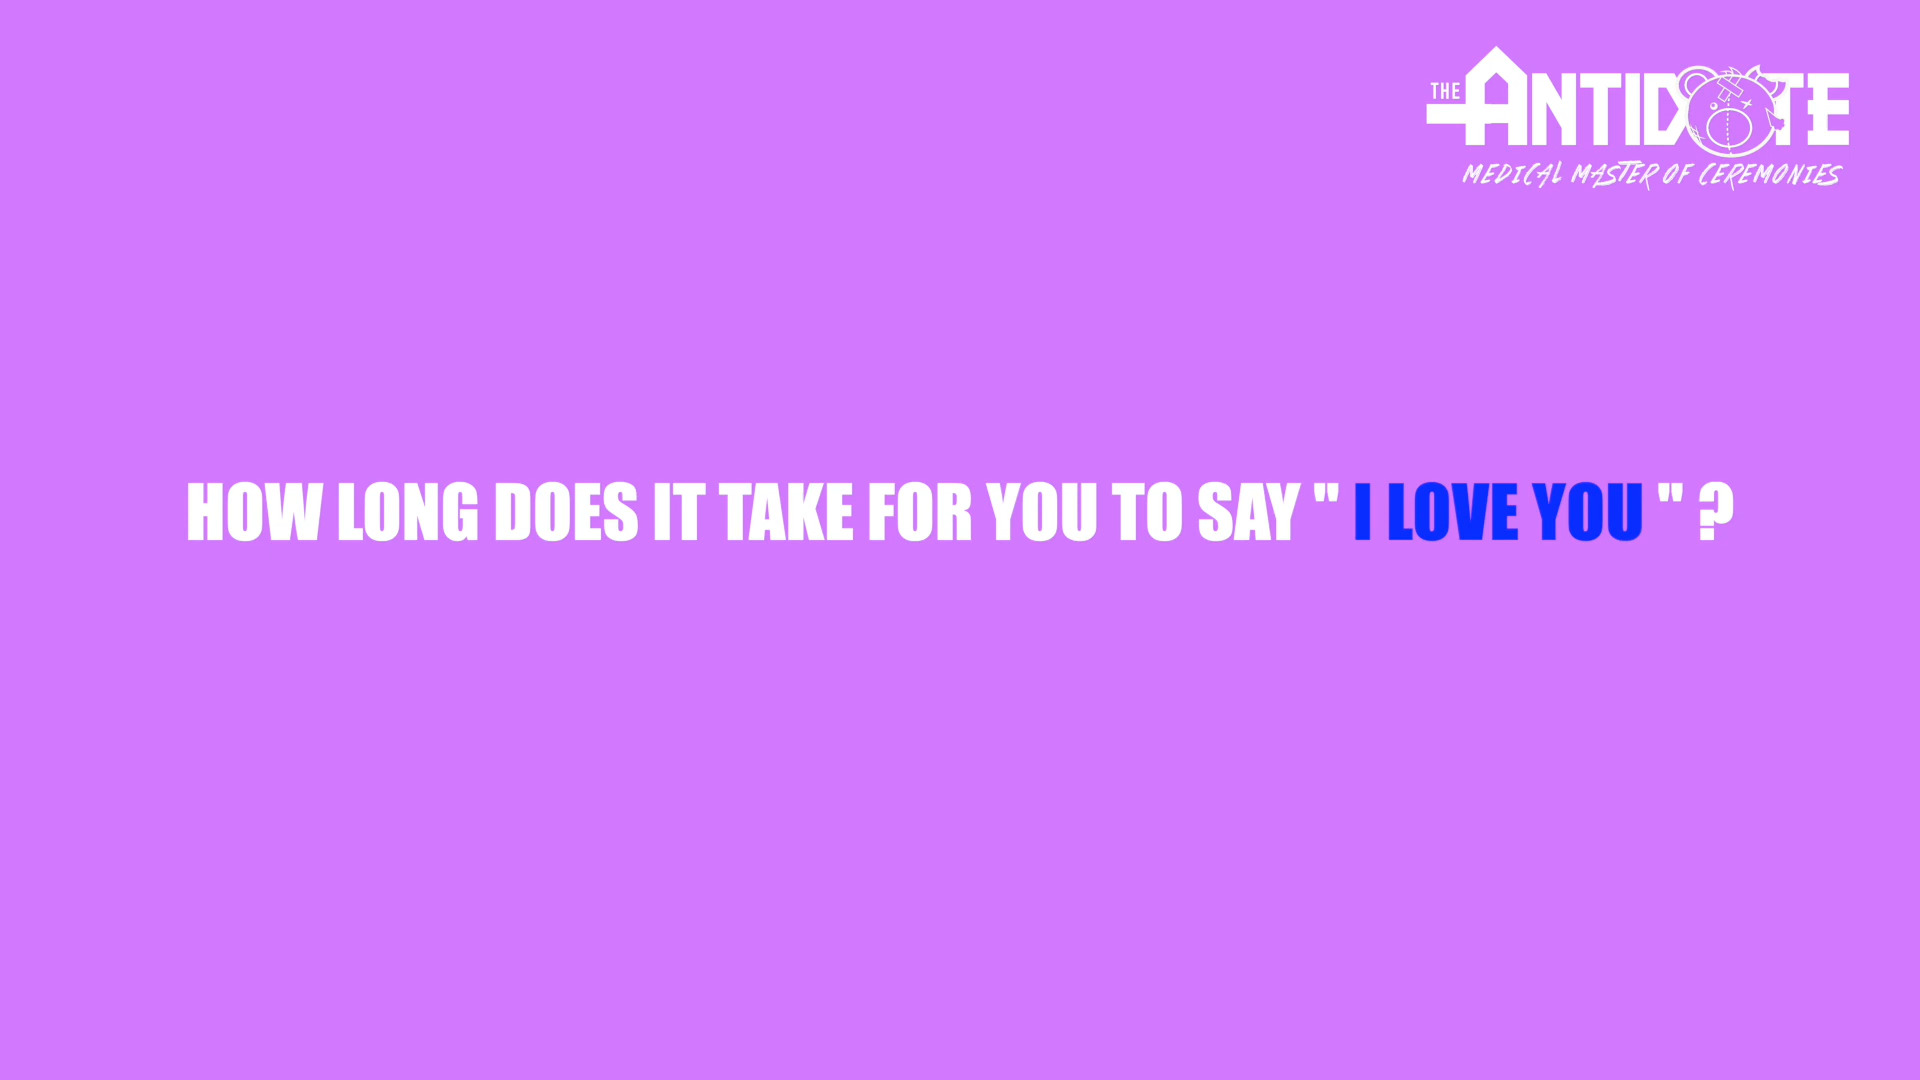 THE ANTIDOTE
MEDICAL MASTER OF CEREMONIES
HOW LONG DOES IT TAKE FOR YOU TO SAY " I LOVE YOU " ?